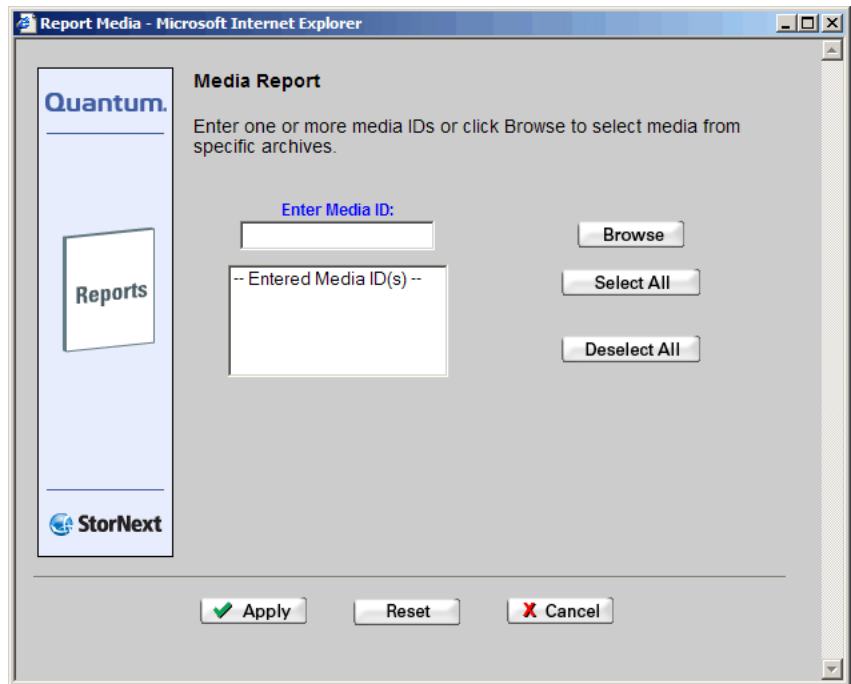 Report Media - Microsoft Internet Explorer
Quantum.
Media Report
Enter one or more media IDs or click Browse to select media from
specific archives.
Enter Media ID:
Browse
-- Entered Media ID(s) --
Select All
Reports
Deselect All
StorNext
Apply
Reset
Cancel